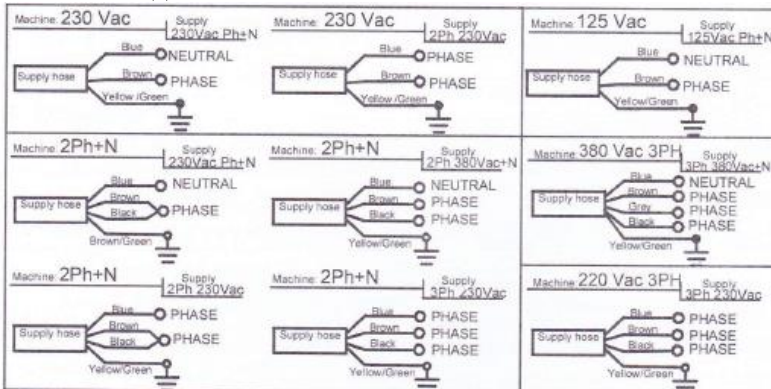 Machine: 230 Vac
Supply
230Vac Ph+N
Blue
NEUTRAL
Supply hose
Brown
PHASE
Yellow /Green
Machine: 230 Vac
Supply
2Ph 230Vac
Blue
PHASE
Supply hose
Brown
PHASE
Yellow /Green
Machine: 125 Vac
Supply
125Vac Ph+N
Blue
NEUTRAL
Supply hose
Brown
PHASE
Yellow/Green
Machine: 2Ph+N
Supply
230Vac Ph+N
Blue
NEUTRAL
Brown
Supply hose
PHASE
Black
Brown/Green
Machine: 2Ph+N
Supply
2Ph 380Vac+N
Blue
NEUTRAL
Brown
PHASE
Supply hose
Black
PHASE
Yellow/Green
Machine: 380 Vac 3PH
Supply
3Ph 380Vac+N
Blue
NEUTRAL
Brown
PHASE
Supply hose
Grey
PHASE
Black
PHASE
Yellow/Green
Machine: 2Ph+N
Supply
2Ph 230Vac
Blue
PHASE
Brown
Supply hose
PHASE
Black
Yellow/Green
Machine: 2Ph+N
Supply
3Ph 230Vac
Blue
PHASE
Brown
PHASE
Supply hose
Black
PHASE
Yellow/Green
Machine: 220 Vac 3PH
Supply
3Ph 230Vac
Blue
PHASE
Brown
PHASE
Supply hose
Black
PHASE
Yellow/Green